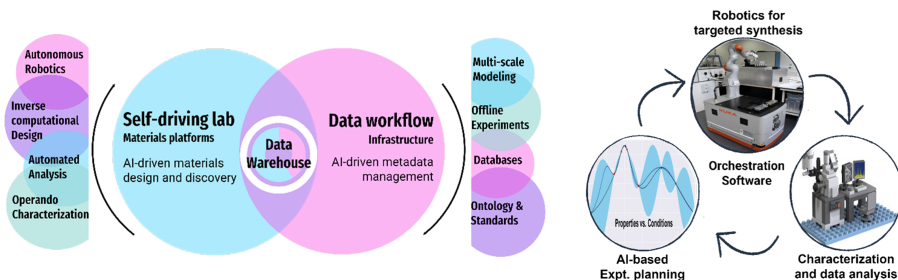 Autonomous
Robotics
Inverse
computational
Design
Automated
Analysis
Operando
Characterization
Self-driving lab
Materials platforms
AI-driven materials
design and discovery
Data
Warehouse
Data workflow
Infrastructure
AI-driven metadata
management
Multi-scale
Modeling
Offline
Experiments
Databases
Ontology &
Standards
Robotics for
targeted synthesis
Orchestration
Software
Properties vs. Conditions
AI-based
Expt. planning
Characterization
and data analysis